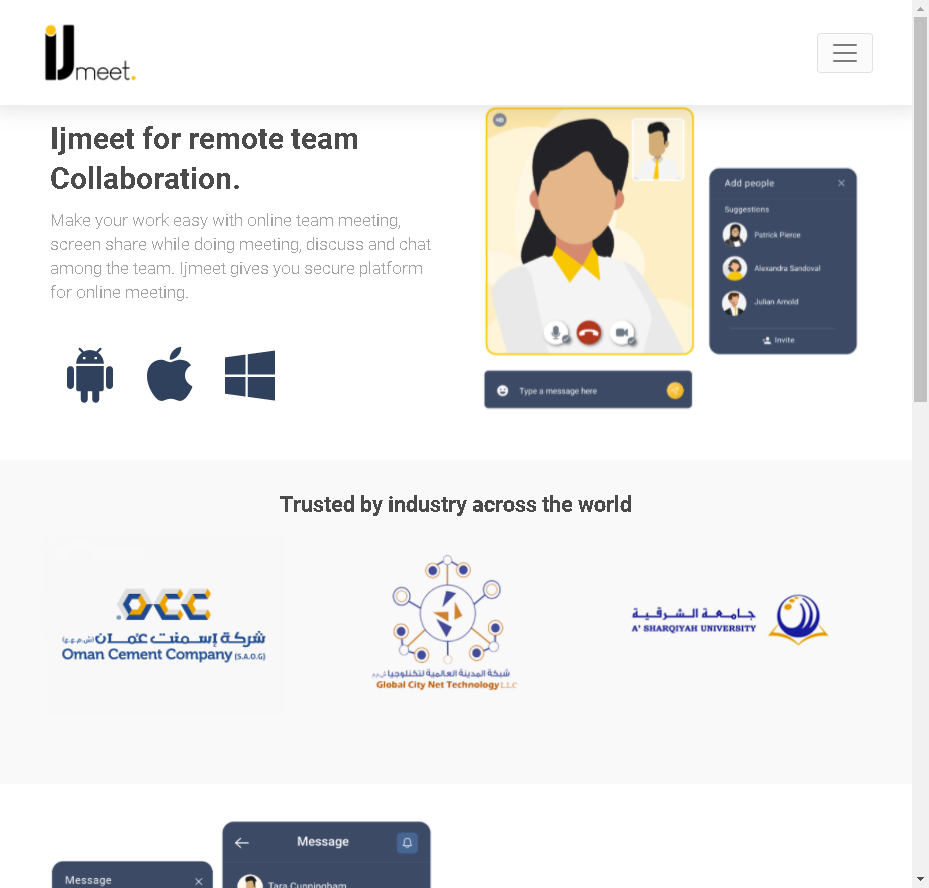 IJmeet.
Ijmeet for remote team
Collaboration.
Make your work easy with online team meeting,
screen share while doing meeting, discuss and chat
among the team. Ijmeet gives you secure platform
for online meeting.
HD
Add people
Suggestions
Patrick Pierce
Alexandra Sandoval
Julian Arnold
Invite
Type a message here
Trusted by industry across the world
OCC
شركة إسمنت عمان (ش.م.ع.ع)
Oman Cement Company (S.A.O.G)
شبكة المدينة العالمية لتكنلوجيا
Global City Net Technology L.L.C
جامعة الشرقية
A' SHARQIYAH UNIVERSITY
Message
Tara Cunningham
Message